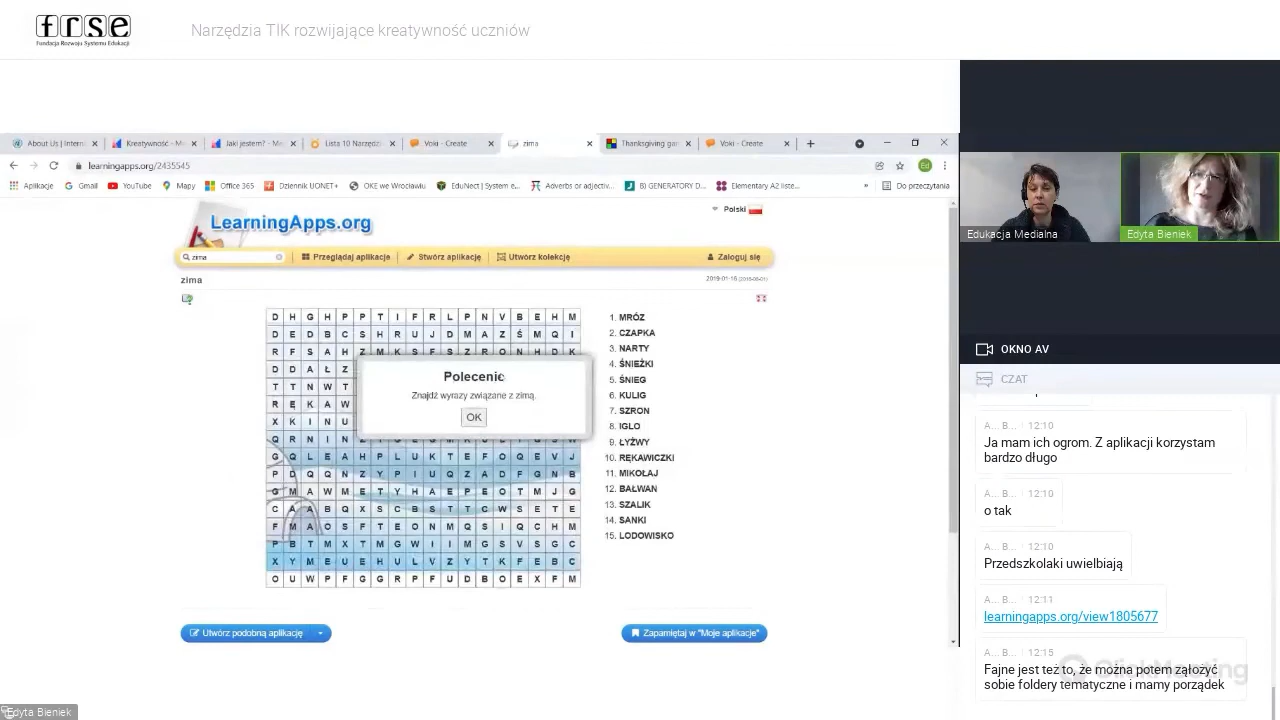 frse
Fundacja Rozwoju Systemu Edukacji
Narzędzia TIK rozwijające kreatywność uczniów
About Us | Intern
Kreatywność - M
Jaki jestem? - M
Lista 10 Narzędzi
Voki - Create
zima
Thanksgiving ga
Voki - Create
learningapps.org/2435545
Ed
Aplikacje
Gmail
YouTube
Mapy
Office 365
Dziennik UONET+
OKE we Wrocławiu
EduNect | System e...
Adverbs or adjectiv...
B) GENERATORY D...
Elementary A2 liste...
»
Do przeczytania
LearningApps.org
Polski
zima
Przeglądaj aplikacje
Stwórz aplikację
Utwórz kolekcję
Zaloguj się
zima
2019-01-16
D H G H P P T I F R L P N V B E H M
D E D B C S H R U J D M A Z Ś M Q I
R F S A H Z M K S F S Z R O N H D K
D D A Ł Z
T T N W T
R Ę K A W
X K I N U
Q R N I N
G Q L E A H P L U K T E F O Q E V J
P D Q Q N Z Y P I U Q Z A D F G N B
G M A W M E T Y H A E P E O T M J G
C A A B Q X S C B S T T C W S E T E
F M A O S F T E O N M Q S I Q C H M
P B T M X T M G W I I M G S V S G C
X Y M E U E H U L V Z Y T K F E B C
O U W P F G G R P F U D B O E X F M
Polecenie
Znajdź wyrazy związane z zimą.
OK
1. MRÓZ
2. CZAPKA
3. NARTY
4. ŚNIEŻKI
5. ŚNIEG
6. KULIG
7. SZRON
8. IGLO
9. ŁYŻWY
10. RĘKAWICZKI
11. MIKOŁAJ
12. BAŁWAN
13. SZALIK
14. SANKI
15. LODOWISKO
Utwórz podobną aplikację
Zapamiętaj w "Moje aplikacje"
Edyta Bieniek
Edukacja Medialna
Edyta Bieniek
OKNO AV
CZAT
A... B... 12:10
Ja mam ich ogrom. Z aplikacji korzystam
bardzo długo
A... B... 12:10
o tak
A... B... 12:10
Przedszkolaki uwielbiają
A... B... 12:11
learningapps.org/view1805677
A... B... 12:15
Fajne jest też to, że można potem założyć
sobie foldery tematyczne i mamy porządek
ClickMeeting